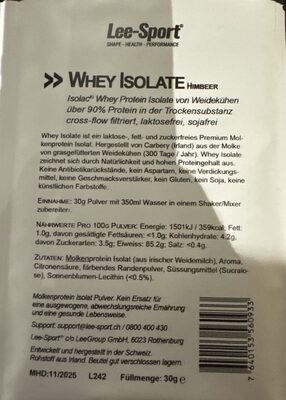 Lee-Sport®
SHAPE - HEALTH - PERFORMANCE
>> WHEY ISOLATE HIMBEER
Isolac® Whey Protein Isolate von Weidekühen
über 90% Protein in der Trockensubstanz
cross-flow filtriert, laktosefrei, sojafrei
Whey Isolate ist ein laktose-, fett- und zuckerfreies Premium Mol-
kenprotein Isolat. Hergestellt von Carbery (Irland) aus der Molke
von grasgefütterten Weidekühen (300 Tage / Jahr). Whey Isolate
zeichnet sich durch Natürlichkeit und hohen Proteingehalt aus.
Keine Antibiotikarückstände, kein Aspartam, keine Verdickungs-
mittel, keine Geschmacksverstärker, kein Gluten, kein Soja, keine
künstlichen Farbstoffe.
EINNAHME: 30g Pulver mit 350ml Wasser in einem Shaker/Mixer
zubereiten.
NÄHRWERTE PRO 100G PULVER: Energie: 1501kJ / 359kcal, Fett:
1.0g, davon gesättigte Fettsäuren: <1.0g; Kohlenhydrate: 4.2g,
davon Zuckerarten: 3.5g; Eiweiss: 85.2g; Salz: <0.4g.
ZUTATEN: Molkenprotein Isolat (aus irischer Weidemilch), Aroma,
Citronensäure, färbendes Randenpulver, Süssungsmittel (Sucralo-
se), Sonnenblumen-Lecithin (<0.5%).
Molkenprotein Isolat Pulver. Kein Ersatz für
eine ausgewogene, abwechslungsreiche Ernährung
und eine gesunde Lebensweise.
Support: support@lee-sport.ch / 0800 400 430
Lee-Sport® c/o LeeGroup GmbH, 6023 Rothenburg
Entwickelt und hergestellt in der Schweiz.
Rohstoff aus Irland. Beutel gut verschlossen lagern.
MHD:11/2025 L242 Füllmenge: 30g e
7640153560933